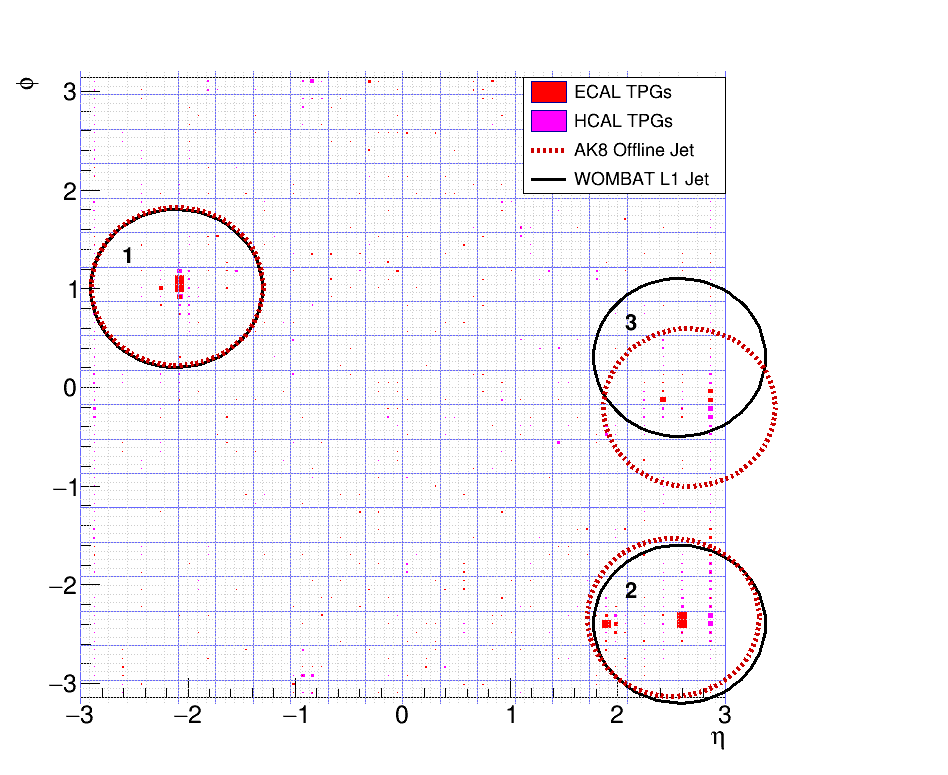 ϕ
3
2
1
0
−1
−2
−3
ECAL TPGs
HCAL TPGs
AK8 Offline Jet
WOMBAT L1 Jet
1
3
2
−3 −2 −1 0 1 2 3
η